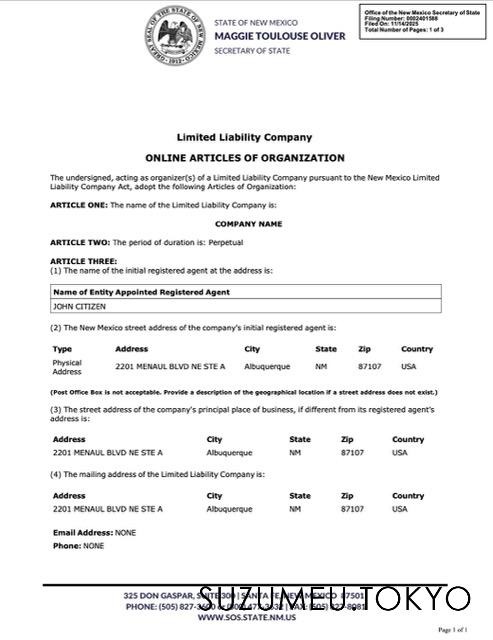 STATE OF NEW MEXICO
MAGGIE TOULOUSE OLIVER
SECRETARY OF STATE
Office of the New Mexico Secretary of State
Filing Number: 0002401588
Filed On: 11/14/2025
Total Number of Pages: 1 of 3
Limited Liability Company
ONLINE ARTICLES OF ORGANIZATION
The undersigned, acting as organizer(s) of a Limited Liability Company pursuant to the New Mexico Limited
Liability Company Act, adopt the following Articles of Organization:
ARTICLE ONE: The name of the Limited Liability Company is:
COMPANY NAME
ARTICLE TWO: The period of duration is: Perpetual
ARTICLE THREE:
(1) The name of the initial registered agent at the address is:
Name of Entity Appointed Registered Agent
JOHN CITIZEN
(2) The New Mexico street address of the company's initial registered agent is:
Type Address City State Zip Country
Physical Address 2201 MENAUL BLVD NE STE A Albuquerque NM 87107 USA
(Post Office Box is not acceptable. Provide a description of the geographical location if a street address does not exist.)
(3) The street address of the company's principal place of business, if different from its registered agent's
address is:
Address City State Zip Country
2201 MENAUL BLVD NE STE A Albuquerque NM 87107 USA
(4) The mailing address of the Limited Liability Company is:
Address City State Zip Country
2201 MENAUL BLVD NE STE A Albuquerque NM 87107 USA
Email Address: NONE
Phone: NONE
325 DON GASPAR, SUITE 300 | SANTA FE, NEW MEXICO 87501
PHONE: (505) 827-3600 or (800) 477-3632 | FAX: (505) 827-8081
WWW.SOS.STATE.NM.US
SUZUMEU.TOKYO
Page 1 of 1